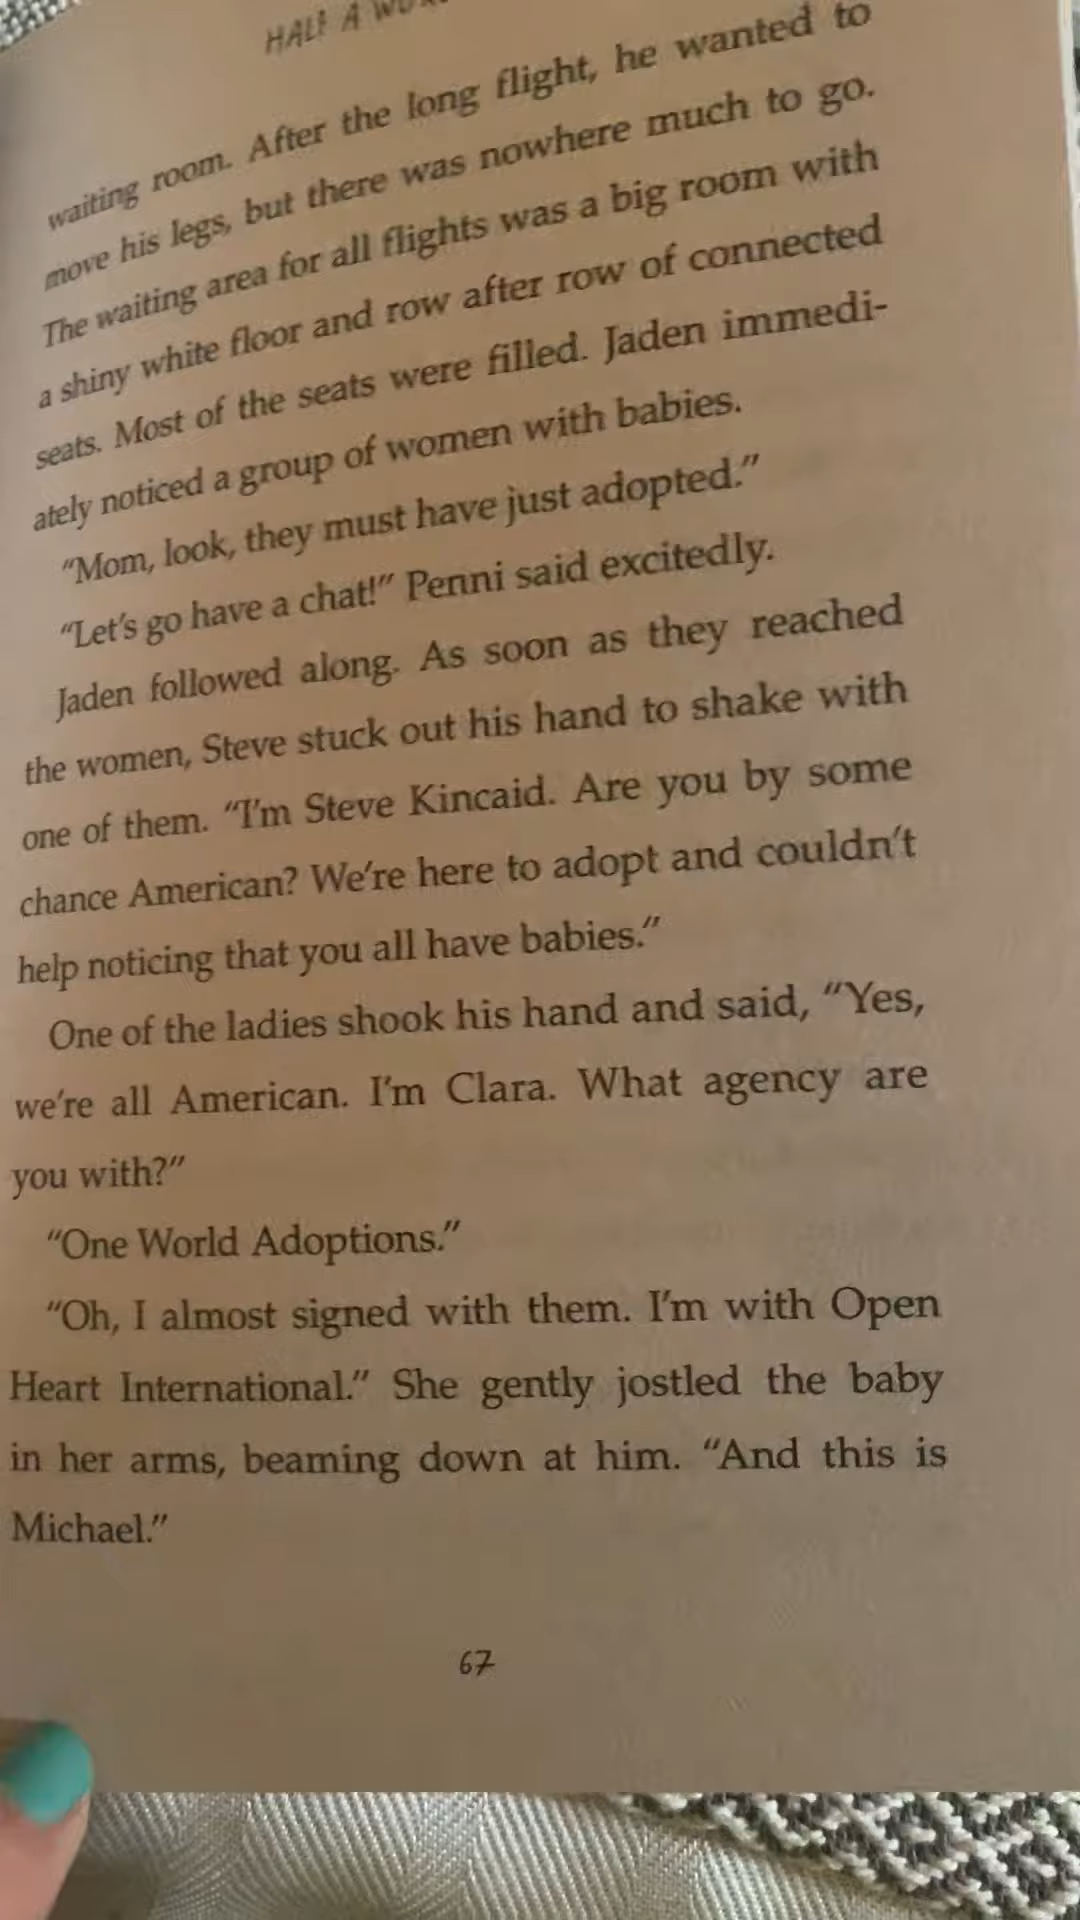 HALF A
waiting room. After the long flight, he wanted to
move his legs, but there was nowhere much to go.
The waiting area for all flights was a big room with
a shiny white floor and row after row of connected
seats. Most of the seats were filled. Jaden immedi-
ately noticed a group of women with babies.
“Mom, look, they must have just adopted.”
“Let’s go have a chat!” Penni said excitedly.
Jaden followed along. As soon as they reached
the women, Steve stuck out his hand to shake with
one of them. “I’m Steve Kincaid. Are you by some
chance American? We’re here to adopt and couldn’t
help noticing that you all have babies.”
One of the ladies shook his hand and said, “Yes,
we’re all American. I’m Clara. What agency are
you with?”
“One World Adoptions.”
“Oh, I almost signed with them. I’m with Open
Heart International.” She gently jostled the baby
in her arms, beaming down at him. “And this is
Michael.”
67